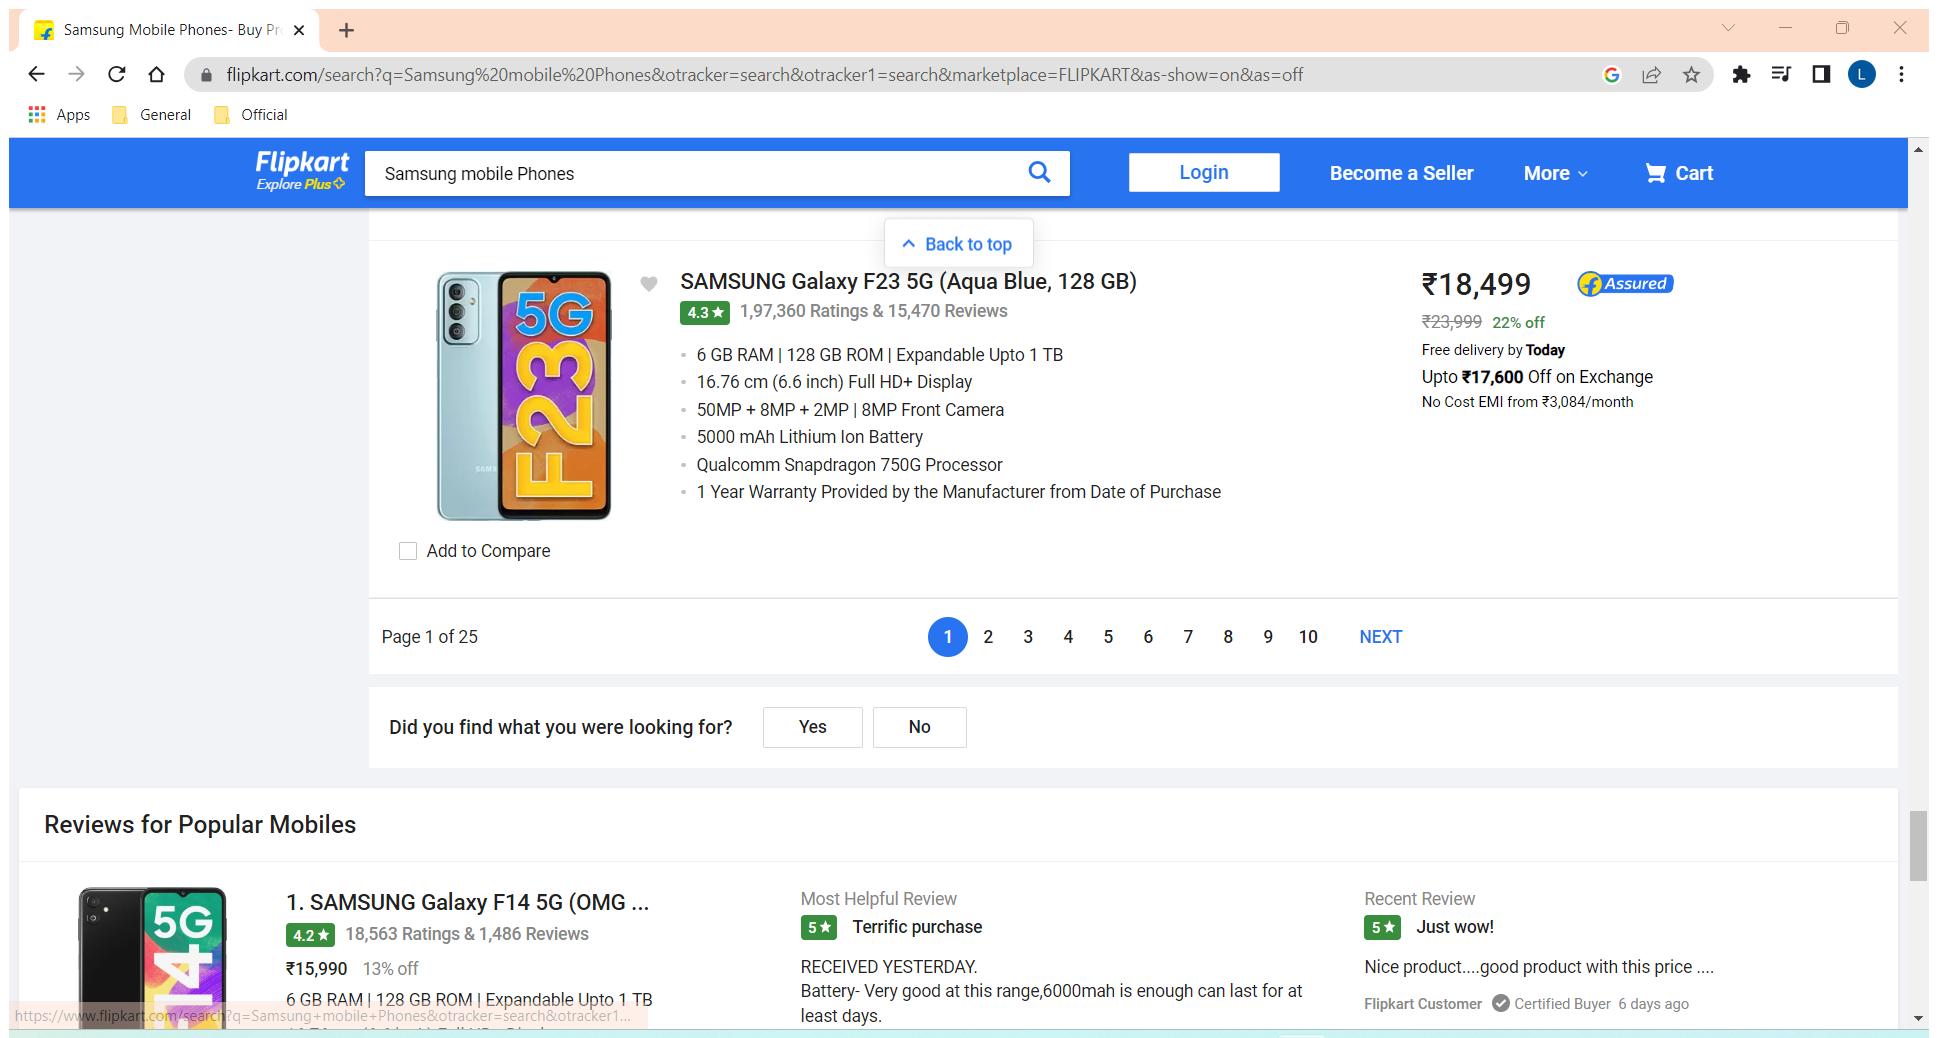 Samsung Mobile Phones- Buy Pr
flipkart.com/search?q=Samsung%20mobile%20Phones&otracker=search&otracker1=search&marketplace=FLIPKART&as-show=on&as=off
L
Apps
General
Official
Flipkart
Explore Plus
Samsung mobile Phones
Login
Become a Seller
More
Cart
Back to top
5G
F23
SAMSUNG Galaxy F23 5G (Aqua Blue, 128 GB)
4.3★ 1,97,360 Ratings & 15,470 Reviews
6 GB RAM | 128 GB ROM | Expandable Upto 1 TB
16.76 cm (6.6 inch) Full HD+ Display
50MP + 8MP + 2MP | 8MP Front Camera
5000 mAh Lithium Ion Battery
Qualcomm Snapdragon 750G Processor
1 Year Warranty Provided by the Manufacturer from Date of Purchase
₹18,499
Assured
₹23,999 22% off
Free delivery by Today
Upto ₹17,600 Off on Exchange
No Cost EMI from ₹3,084/month
Add to Compare
Page 1 of 25
1 2 3 4 5 6 7 8 9 10 NEXT
Did you find what you were looking for?
Yes
No
Reviews for Popular Mobiles
5G
14
1. SAMSUNG Galaxy F14 5G (OMG ...
4.2★ 18,563 Ratings & 1,486 Reviews
₹15,990 13% off
6 GB RAM | 128 GB ROM | Expandable Upto 1 TB
Most Helpful Review
5★ Terrific purchase
RECEIVED YESTERDAY.
Battery- Very good at this range,6000mah is enough can last for at
least days.
Recent Review
5★ Just wow!
Nice product....good product with this price ....
Flipkart Customer Certified Buyer 6 days ago
https://www.flipkart.com/search?q=Samsung+mobile+Phones&otracker=search&otracker1...